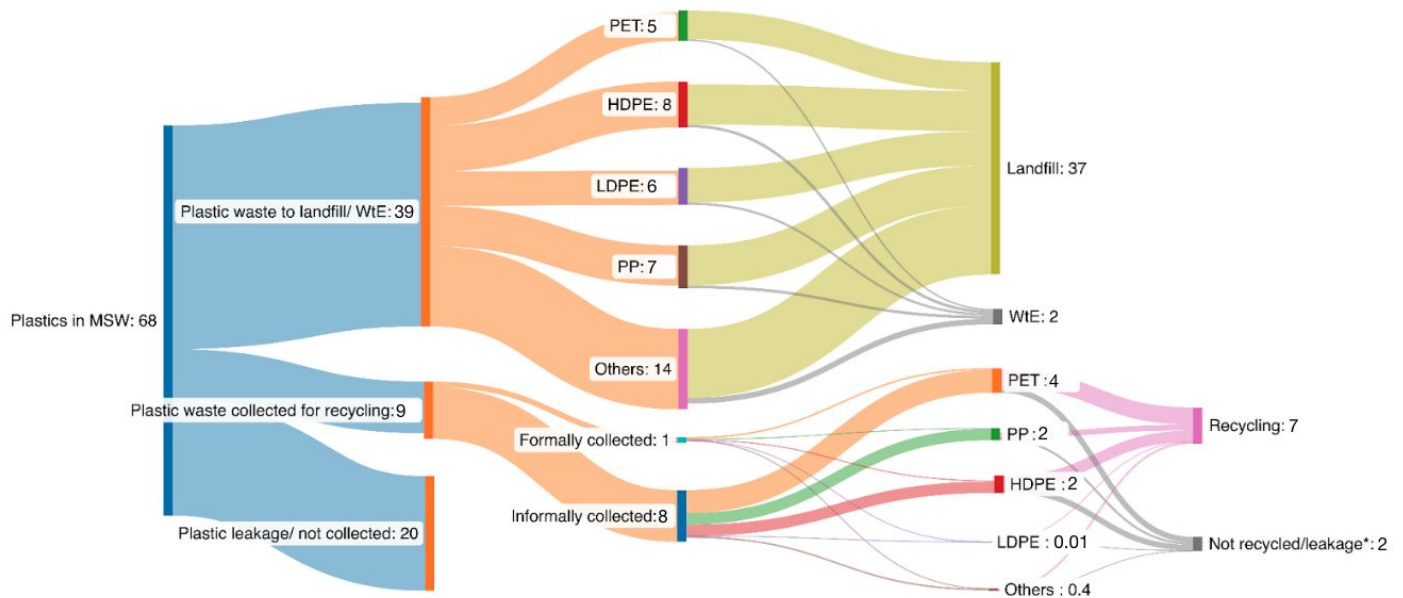 PET: 5
HDPE: 8
Landfill: 37
LDPE: 6
Plastic waste to landfill/ WtE: 39
PP: 7
Plastics in MSW: 68
WtE: 2
Others: 14
PET : 4
Plastic waste collected for recycling: 9
Recycling: 7
Formally collected: 1
PP : 2
HDPE : 2
Informally collected: 8
Plastic leakage/ not collected: 20
LDPE : 0.01
Not recycled/leakage*: 2
Others : 0.4